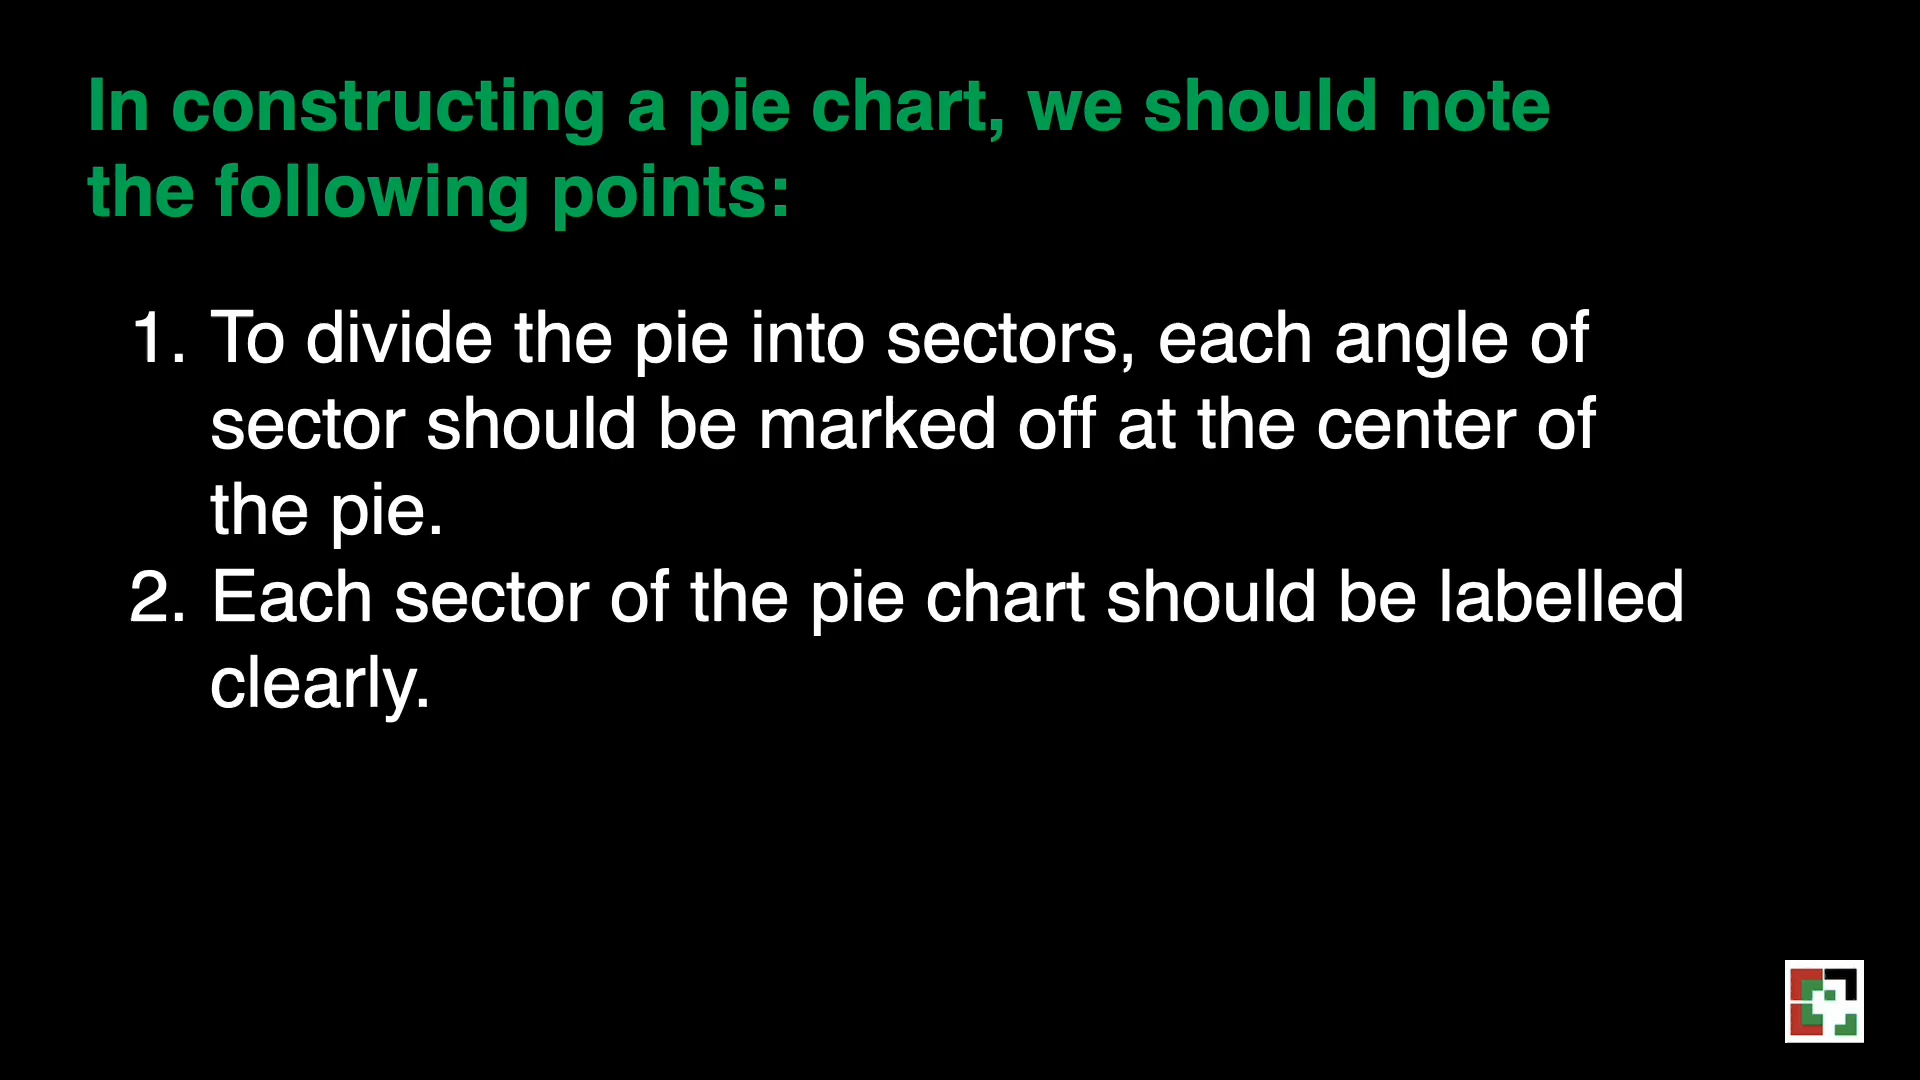 In constructing a pie chart, we should note
the following points:
1. To divide the pie into sectors, each angle of
sector should be marked off at the center of
the pie.
2. Each sector of the pie chart should be labelled
clearly.